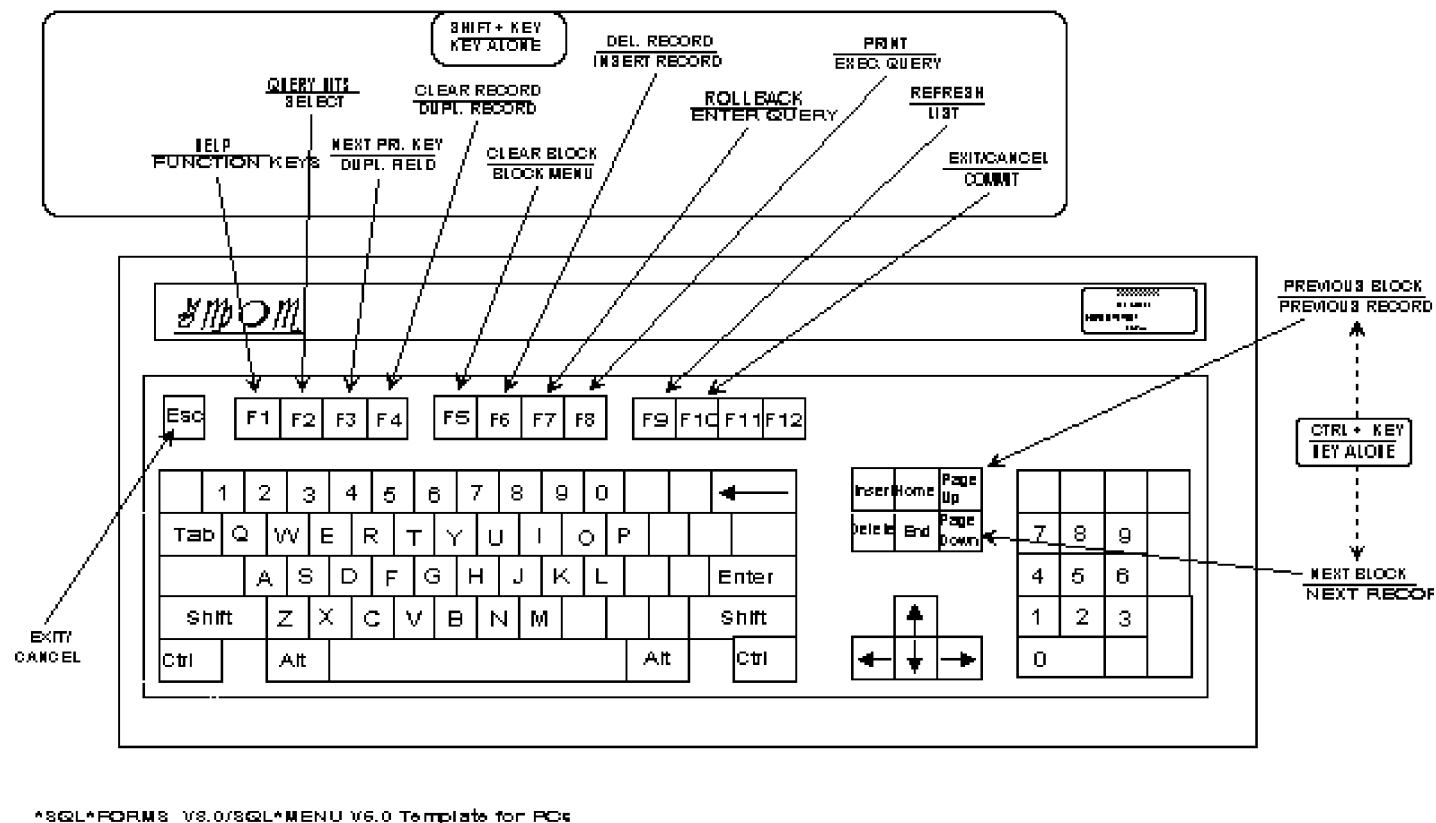 SHIFT+ KEY
KEY ALONE
DEL. RECORD
INSERT RECORD
PRINT
EXEC. QUERY
QUERY HITS
SELECT
CLEAR RECORD
DUPL. RECORD
ROLLBACK
ENTER QUERY
REFRESH
LIST
HELP
FUNCTION KEYS
NEXT PRI. KEY
DUPL. FIELD
CLEAR BLOCK
BLOCK MENU
EXIT/CANCEL
COMMIT
PREVIOUS BLOCK
PREVIOUS RECORD
Esc F1 F2 F3 F4 F5 F6 F7 F8 F9 F10 F11 F12
CTRL + KEY
KEY ALONE
1 2 3 4 5 6 7 8 9 0
Insert Home Page Up
Tab Q W E R T Y U I O P
Delete End Page Down
7 8 9
A S D F G H J K L Enter
4 5 6
NEXT BLOCK
NEXT RECOR
Shift Z X C V B N M Shift
1 2 3
EXIT/
CANCEL
Ctrl Alt Alt Ctrl
0
*SQL*FORMS V3.0/SQL*MENU V5.0 Template for PCs